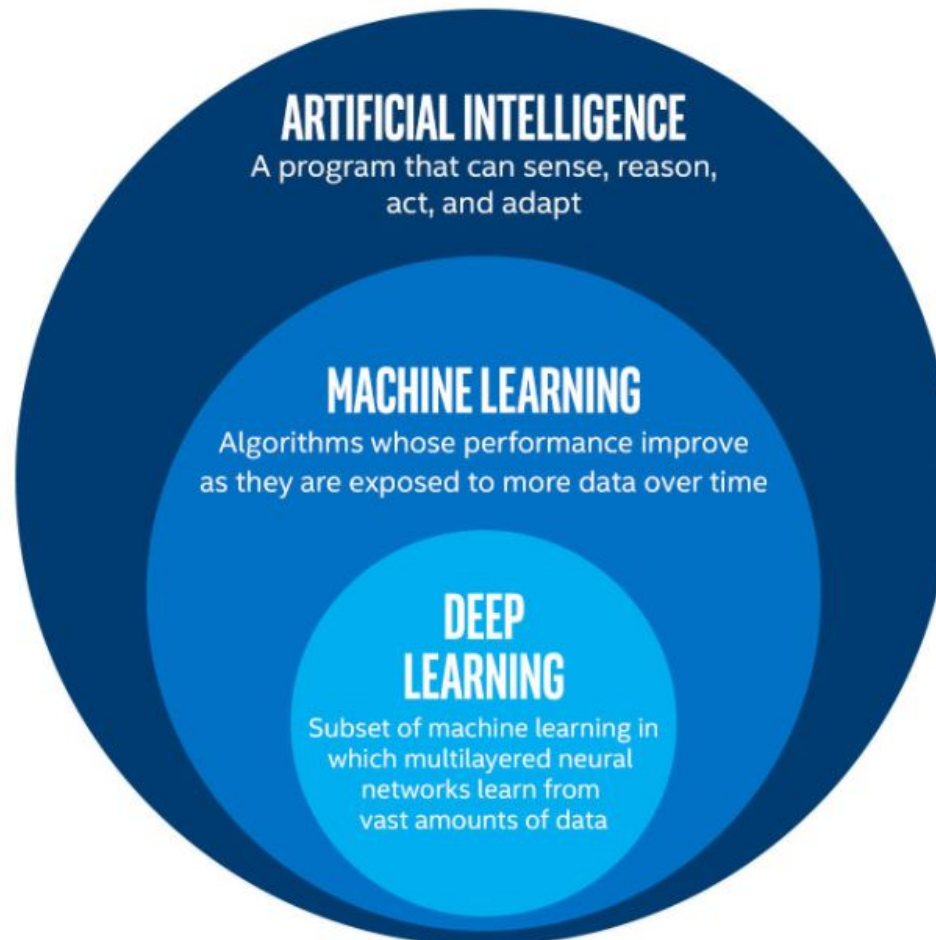 ARTIFICIAL INTELLIGENCE
A program that can sense, reason,
act, and adapt
MACHINE LEARNING
Algorithms whose performance improve
as they are exposed to more data over time
DEEP
LEARNING
Subset of machine learning in
which multilayered neural
networks learn from
vast amounts of data